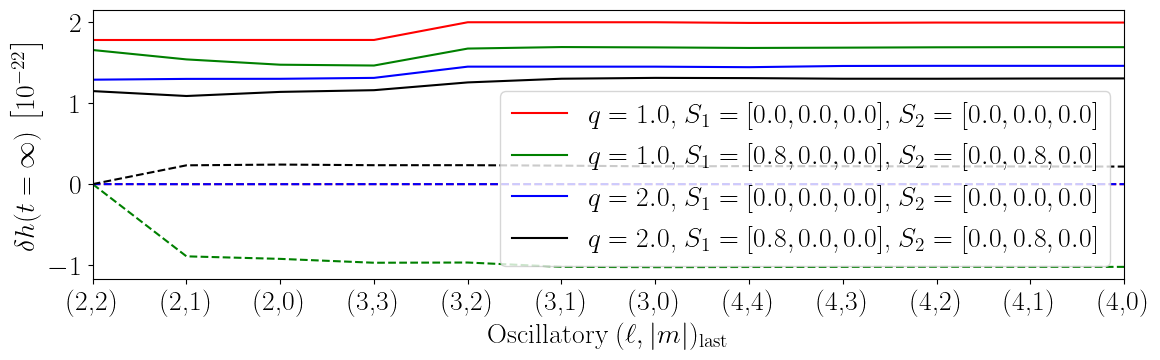 δh(t = ∞) [10⁻²²]
2
1
0
−1
q = 1.0, S₁ = [0.0, 0.0, 0.0], S₂ = [0.0, 0.0, 0.0]
q = 1.0, S₁ = [0.8, 0.0, 0.0], S₂ = [0.0, 0.8, 0.0]
q = 2.0, S₁ = [0.0, 0.0, 0.0], S₂ = [0.0, 0.0, 0.0]
q = 2.0, S₁ = [0.8, 0.0, 0.0], S₂ = [0.0, 0.8, 0.0]
(2,2) (2,1) (2,0) (3,3) (3,2) (3,1) (3,0) (4,4) (4,3) (4,2) (4,1) (4,0)
Oscillatory (ℓ, |m|)last